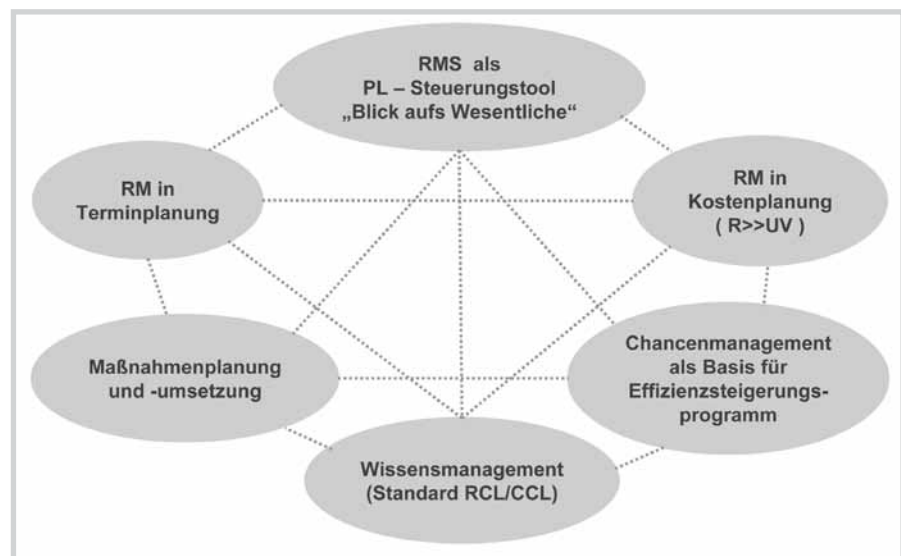 RMS als
PL – Steuerungstool
„Blick aufs Wesentliche“
RM in
Terminplanung
RM in
Kostenplanung
( R>>UV )
Maßnahmenplanung
und -umsetzung
Chancenmanagement
als Basis für
Effizienzsteigerungs-
programm
Wissensmanagement
(Standard RCL/CCL)